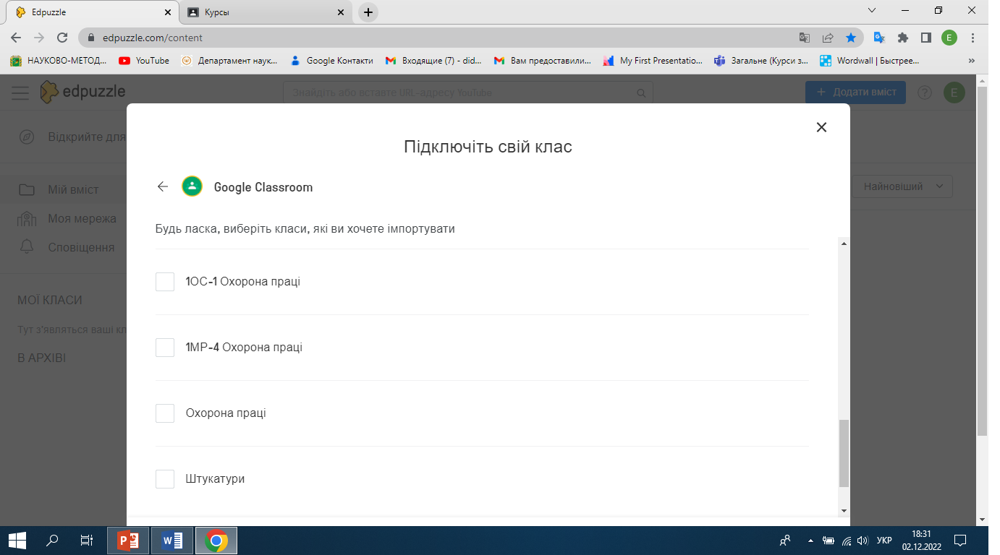 Edpuzzle
Курсы
edpuzzle.com/content
E
НАУКОВО-МЕТОД...
YouTube
Департамент наук...
Google Контакти
Входящие (7) - did...
Вам предоставили...
My First Presentatio...
Загальне (Курси з...
Wordwall | Быстрее...
»
edpuzzle
Знайдіть або вставте URL-адресу YouTube
+ Додати вміст
?
E
Відкрийте для
Підключіть свій клас
Google Classroom
Мій вміст
Найновіший
Моя мережа
Будь ласка, виберіть класи, які ви хочете імпортувати
Сповіщення
1ОС-1 Охорона праці
МОЇ КЛАСИ
Тут з'являться ваші кл
1МР-4 Охорона праці
В АРХІВІ
Охорона праці
Штукатури
P
W
УКР
18:31
02.12.2022